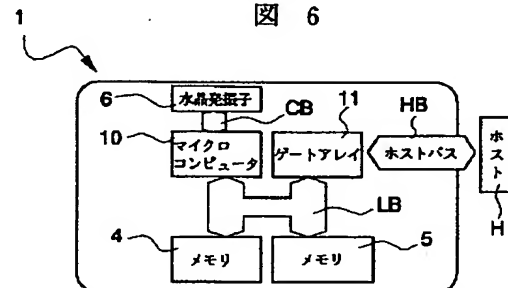 図 6
1
6
水晶発振子
CB
11
HB
10
マイクロ
コンピュータ
ゲートアレイ
ホストバス
ホスト
H
LB
4
メモリ
メモリ
5